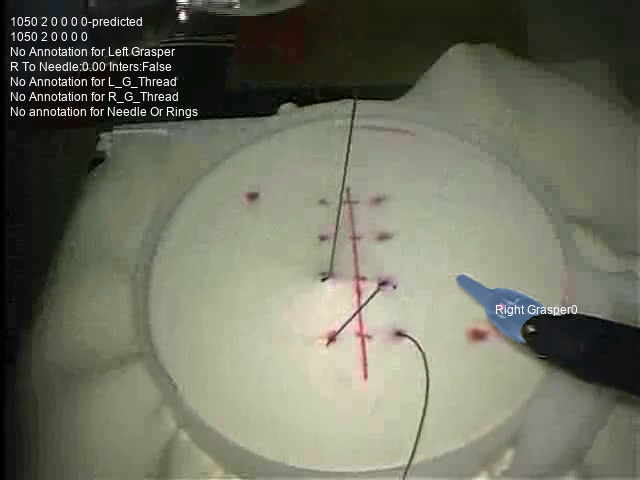 1050 2 0 0 0 0-predicted
1050 2 0 0 0 0
No Annotation for Left Grasper
R To Needle:0.00 Inters:False
No Annotation for L_G_Thread
No Annotation for R_G_Thread
No annotation for Needle Or Rings
Right Grasper0